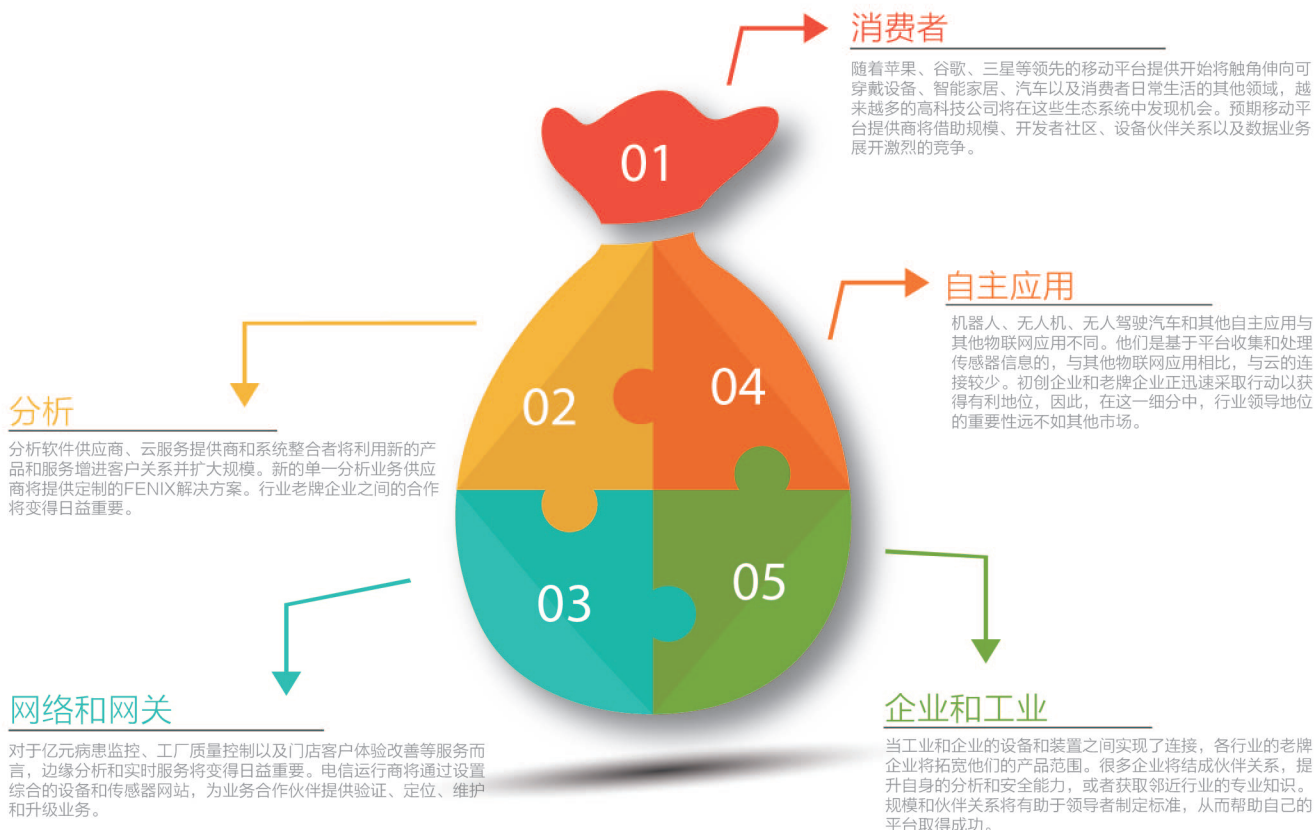 消费者
随着苹果、谷歌、三星等领先的移动平台提供开始将触角伸向可
穿戴设备、智能家居、汽车以及消费者日常生活的其他领域，越
来越多的高科技公司将在这些生态系统中发现机会。预期移动平
台提供商将借助规模、开发者社区、设备伙伴关系以及数据业务
展开激烈的竞争。
01
分析
分析软件供应商、云服务提供商和系统整合者将利用新的产
品和服务增进客户关系并扩大规模。新的单一分析业务供应
商将提供定制的FENIX解决方案。行业老牌企业之间的合作
将变得日益重要。
02
网络和网关
对于亿元病患监控、工厂质量控制以及门店客户体验改善等服务而
言，边缘分析和实时服务将变得日益重要。电信运行商将通过设置
综合的设备和传感器网站，为业务合作伙伴提供验证、定位、维护
和升级业务。
03
自主应用
机器人、无人机、无人驾驶汽车和其他自主应用与
其他物联网应用不同。他们是基于平台收集和处理
传感器信息的，与其他物联网应用相比，与云的连
接较少。初创企业和老牌企业正迅速采取行动以获
得有利地位，因此，在这一细分中，行业领导地位
的重要性远不如其他市场。
04
企业和工业
当工业和企业的设备和装置之间实现了连接，各行业的老牌
企业将拓宽他们的产品范围。很多企业将结成伙伴关系，提
升自身的分析和安全能力，或者获取邻近行业的专业知识。
规模和伙伴关系将有助于领导者制定标准，从而帮助自己的
平台取得成功。
05